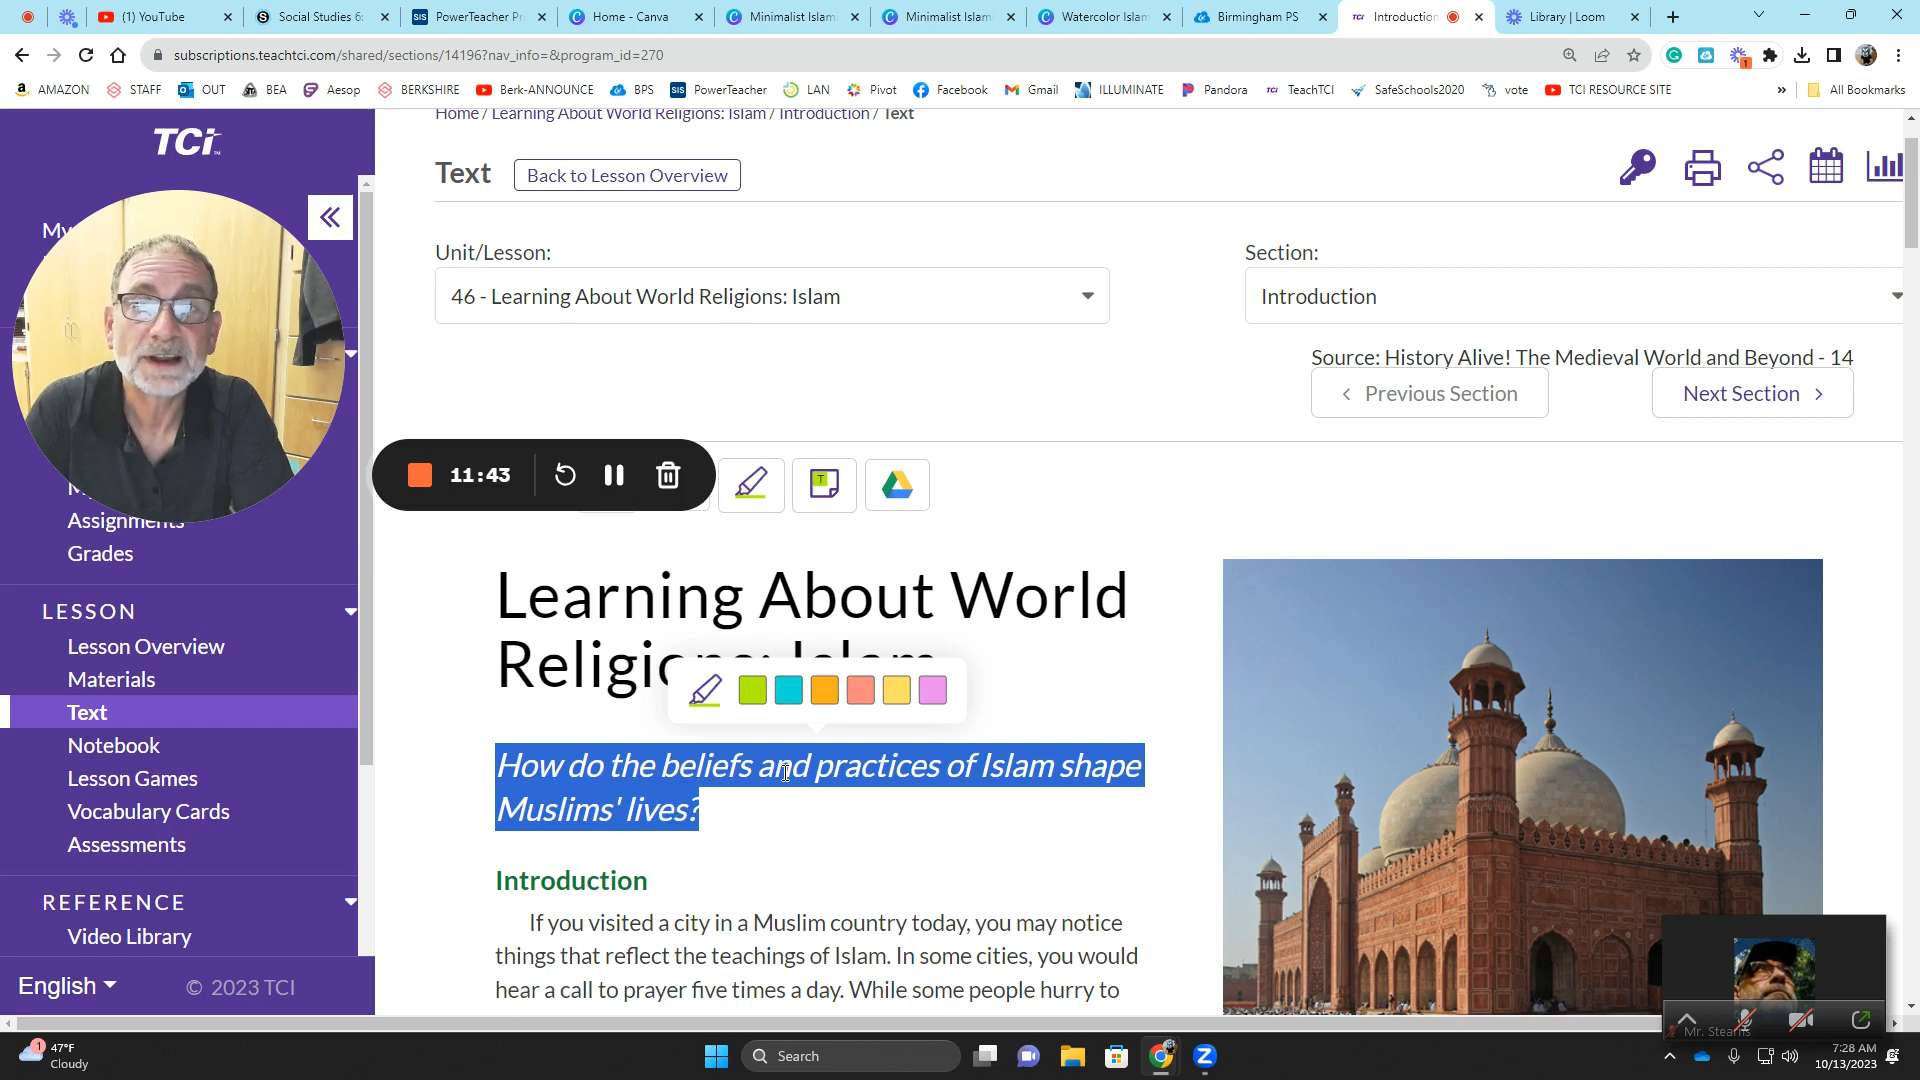 (1) YouTube
Social Studies 6:
SIS PowerTeacher Pr
Home - Canva
Minimalist Islam
Minimalist Islam
Watercolor Islam
Birmingham PS
TCi Introduction
Library | Loom
subscriptions.teachtci.com/shared/sections/14196?nav_info=&program_id=270
1
AMAZON
STAFF
OUT
BEA
Aesop
BERKSHIRE
Berk-ANNOUNCE
BPS
SIS PowerTeacher
LAN
Pivot
Facebook
Gmail
ILLUMINATE
Pandora
TCi TeachTCI
SafeSchools2020
vote
TCI RESOURCE SITE
»
All Bookmarks
TCi™
Home / Learning About World Religions: Islam / Introduction / Text
Text
Back to Lesson Overview
My
Unit/Lesson:
46 - Learning About World Religions: Islam
Section:
Introduction
Source: History Alive! The Medieval World and Beyond - 14
Previous Section
Next Section
11:43
T
Assignments
Grades
LESSON
Lesson Overview
Materials
Text
Notebook
Lesson Games
Vocabulary Cards
Assessments
REFERENCE
Video Library
English
© 2023 TCI
Learning About World
Religions: Islam
How do the beliefs and practices of Islam shape
Muslims' lives?
Introduction
If you visited a city in a Muslim country today, you may notice
things that reflect the teachings of Islam. In some cities, you would
hear a call to prayer five times a day. While some people hurry to
Mr. Stearns
1
47°F
Cloudy
Search
7:28 AM
10/13/2023